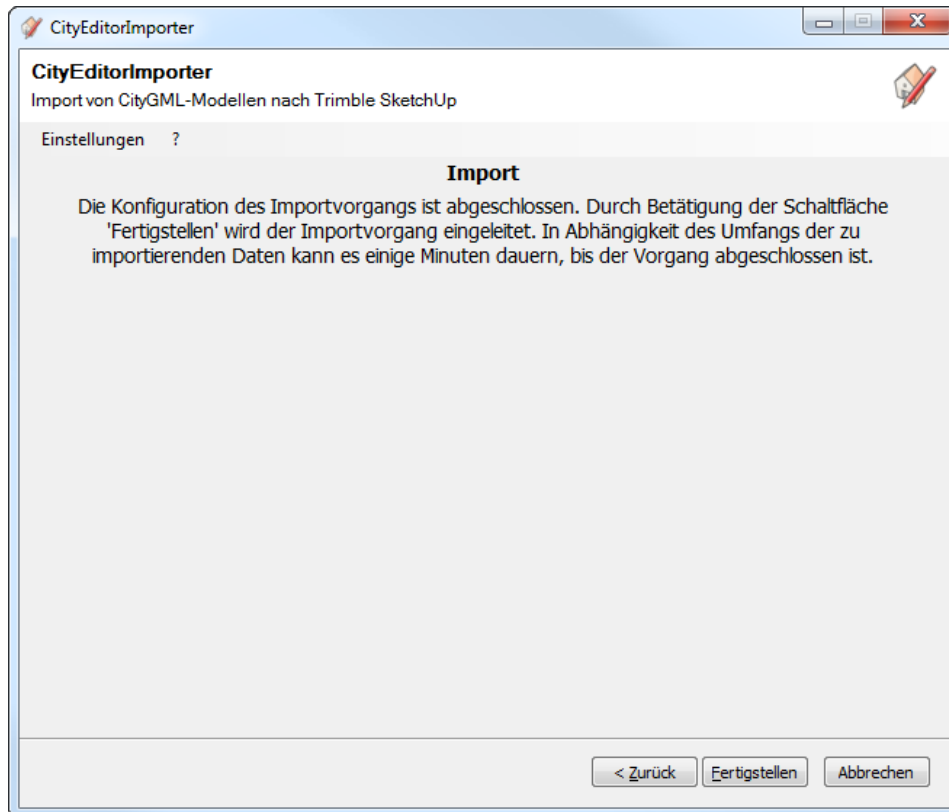 CityEditorImporter
CityEditorImporter
Import von CityGML-Modellen nach Trimble SketchUp
Einstellungen ?
Import
Die Konfiguration des Importvorgangs ist abgeschlossen. Durch Betätigung der Schaltfläche
'Fertigstellen' wird der Importvorgang eingeleitet. In Abhängigkeit des Umfangs der zu
importierenden Daten kann es einige Minuten dauern, bis der Vorgang abgeschlossen ist.
< Zurück Fertigstellen Abbrechen